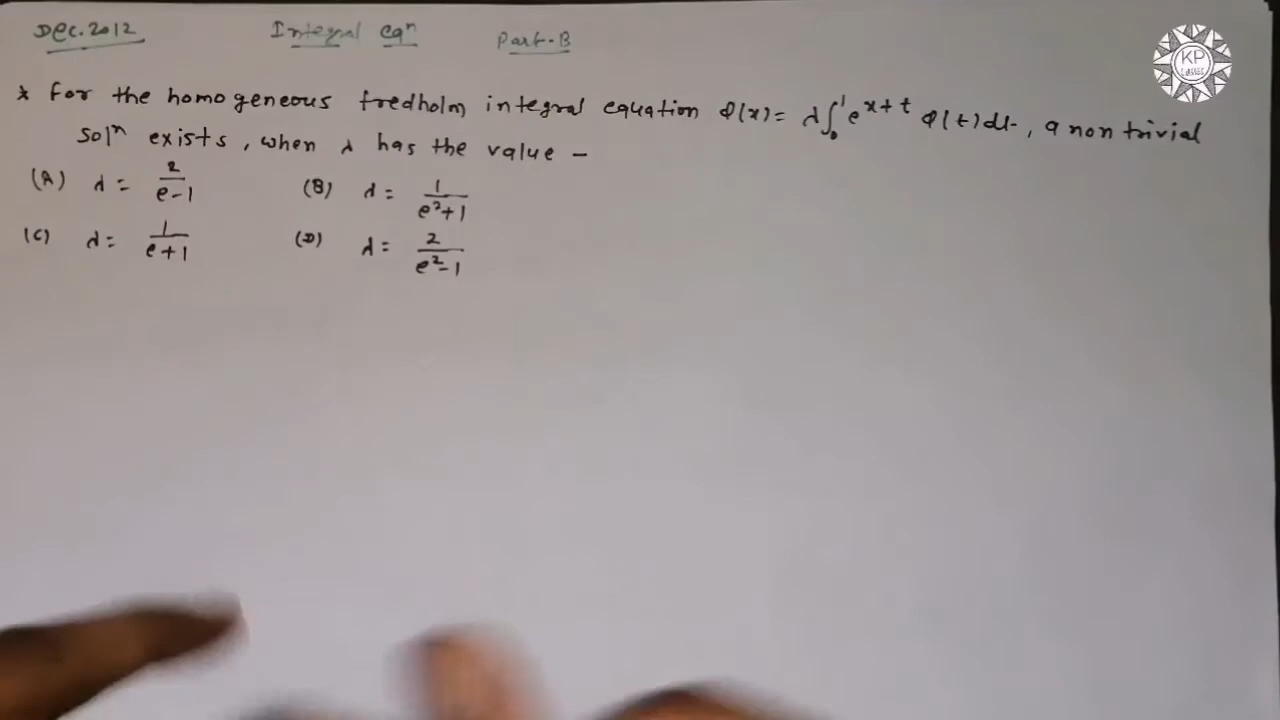 Dec. 2012 Integral eqⁿ Part-B
KP
CLASSES
* For the homogeneous fredholm integral equation φ(x) = λ∫₀¹ e^{x+t} φ(t)dt, a non trivial
solⁿ exists, when λ has the value –
(A) λ = 2/(e-1) (B) λ = 1/(e²+1)
(C) λ = 1/(e+1) (D) λ = 2/(e²-1)